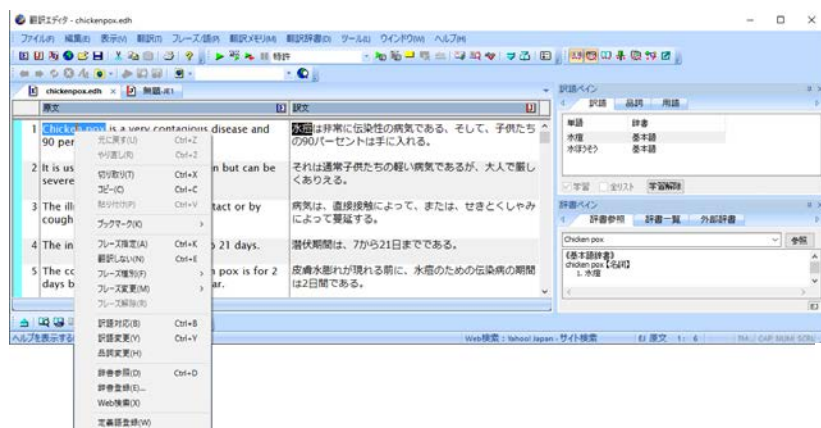 翻訳エディタ - chickenpox.edh
ファイル(F) 編集(E) 表示(V) 翻訳(T) フレーズ/語(P) 翻訳メモリ(M) 翻訳辞書(D) ツール(L) ウインドウ(W) ヘルプ(H)
特許
chickenpox.edh × 無題.JE1
原文
訳文
1 Chicken pox is a very contagious disease and
90 per
水痘は非常に伝染性の病気である、そして、子供たち
の90パーセントは手に入れる。
2 It is us
n but can be
severe
それは通常子供たちの軽い病気であるが、大人で厳し
くありえる。
3 The ill
tact or by
cough
病気は、直接接触によって、または、せきとくしゃみ
によって蔓延する。
4 The in
o 21 days.
潜伏期間は、7から21日までである。
5 The co
n pox is for 2
days b
ar.
皮膚水膨れが現れる前に、水痘のための伝染病の期間
は2日間である。
元に戻す(U) Ctrl+Z
やり直し(R) Ctrl+Z
切り取り(T) Ctrl+X
コピー(C) Ctrl+C
貼り付け(P) Ctrl+V
ブックマーク(K)
フレーズ指定(A) Ctrl+K
翻訳しない(N) Ctrl+E
フレーズ種別(F)
フレーズ変更(M)
フレーズ解除(R)
訳語対応(B) Ctrl+B
訳語変更(Y) Ctrl+Y
品詞変更(H)
辞書参照(D) Ctrl+D
辞書登録(E)...
Web検索(X)
定義語登録(W)
訳語ペイン
訳語 品詞 用語
単語 辞書
水痘 基本語
水ぼうそう 基本語
学習 全リスト 学習解除
辞書ペイン
辞書参照 辞書一覧 外部辞書
Chicken pox 参照
《基本語辞書》
chicken pox【名詞】
1. 水痘
ヘルプを表示する
Web検索 : Yahoo! Japan - サイト検索
原文 1: 6
CAP NUM SCRL